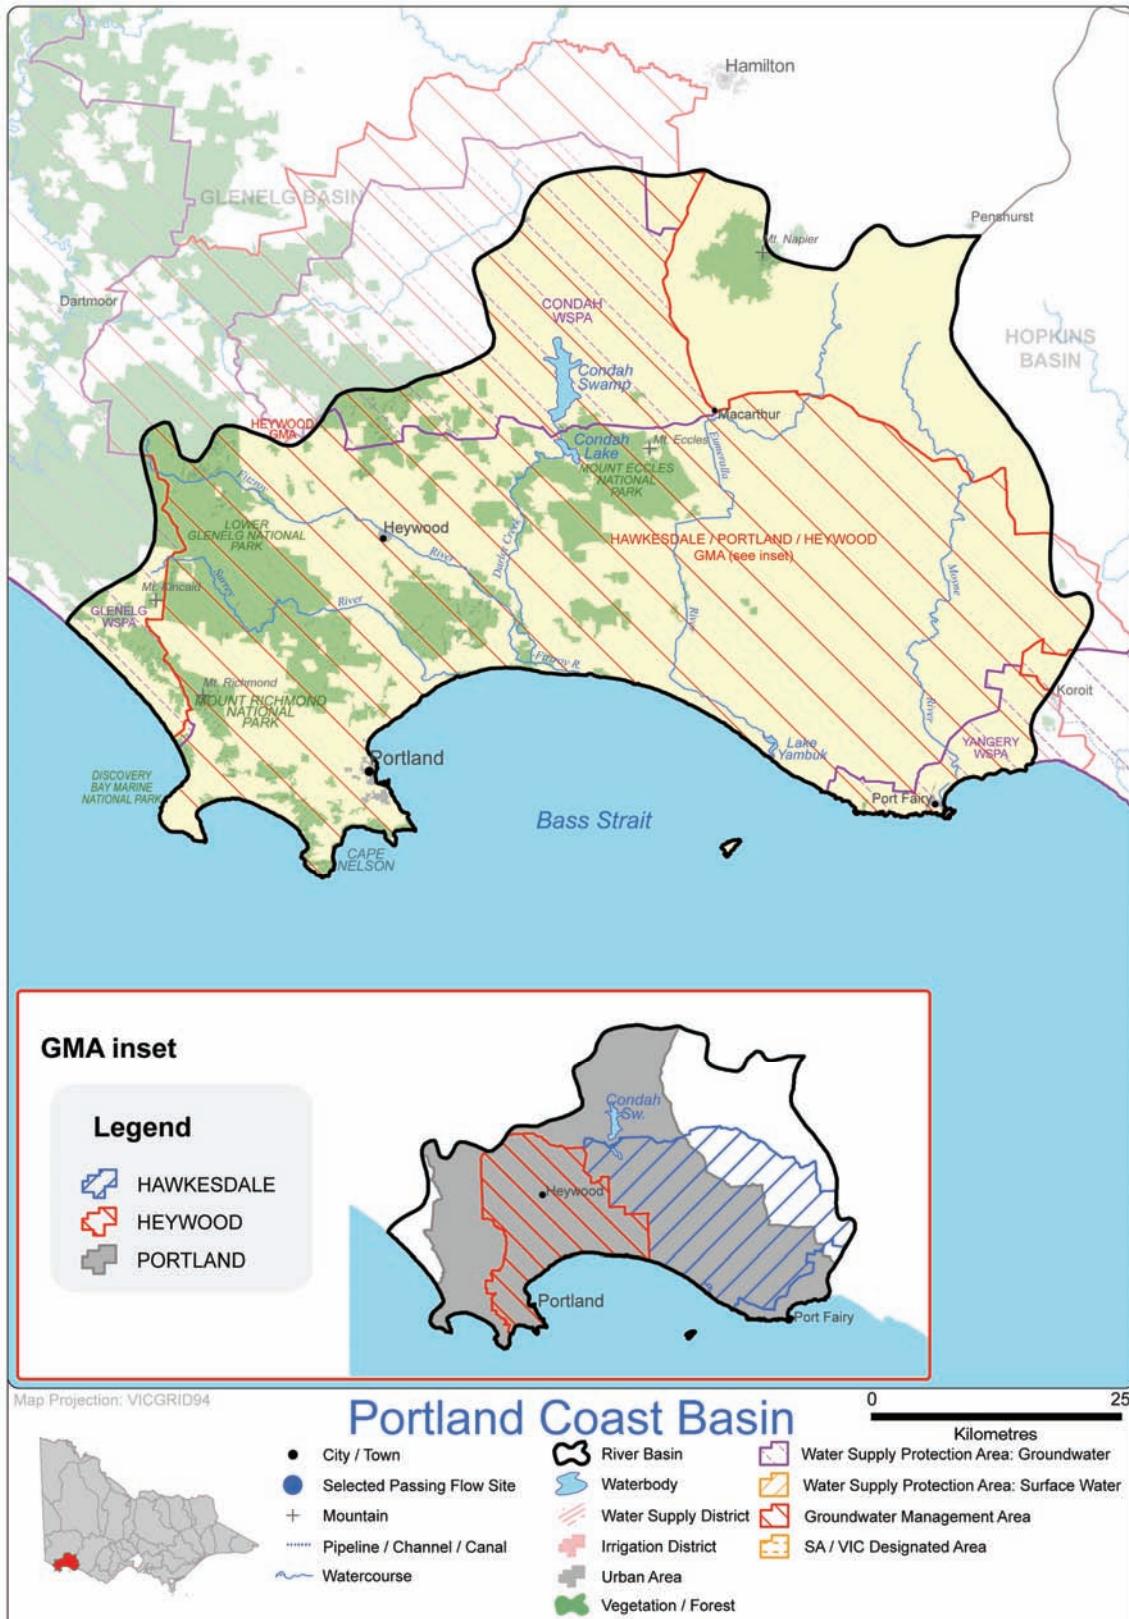 Hamilton
GLENELG BASIN
Penshurst
Mt. Napier
Dartmoor
CONDAH
WSPA
HOPKINS
BASIN
Condah
Swamp
Macarthur
HEYWOOD
GMA
Condah
Lake
Mt. Eccles
MOUNT ECCLES
NATIONAL
PARK
Eumeralla
Fitzroy
LOWER
GLENELG NATIONAL
PARK
Heywood
River
Darlot Creek
HAWKESDALE / PORTLAND / HEYWOOD
GMA (see inset)
Moyne
Mt. Kincaid
Surrey
River
GLENELG
WSPA
River
Fitzroy R.
Mt. Richmond
MOUNT RICHMOND
NATIONAL
PARK
Koroit
River
Lake
Yambuk
YANGERY
WSPA
Portland
DISCOVERY
BAY MARINE
NATIONAL PARK
Port Fairy
Bass Strait
CAPE
NELSON
GMA inset
Legend
HAWKESDALE
HEYWOOD
PORTLAND
Condah
Sw.
Heywood
Portland
Port Fairy
Map Projection: VICGRID94
Portland Coast Basin
0 25
Kilometres
City / Town
Selected Passing Flow Site
Mountain
Pipeline / Channel / Canal
Watercourse
River Basin
Waterbody
Water Supply District
Irrigation District
Urban Area
Vegetation / Forest
Water Supply Protection Area: Groundwater
Water Supply Protection Area: Surface Water
Groundwater Management Area
SA / VIC Designated Area